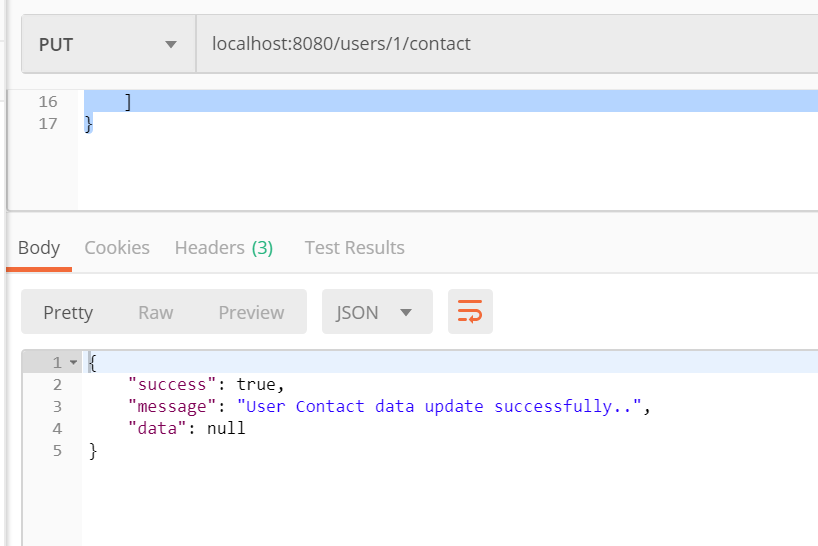 PUT localhost:8080/users/1/contact
16 ]
17 }
Body Cookies Headers (3) Test Results
Pretty Raw Preview JSON
1 {
2 "success": true,
3 "message": "User Contact data update successfully..",
4 "data": null
5 }